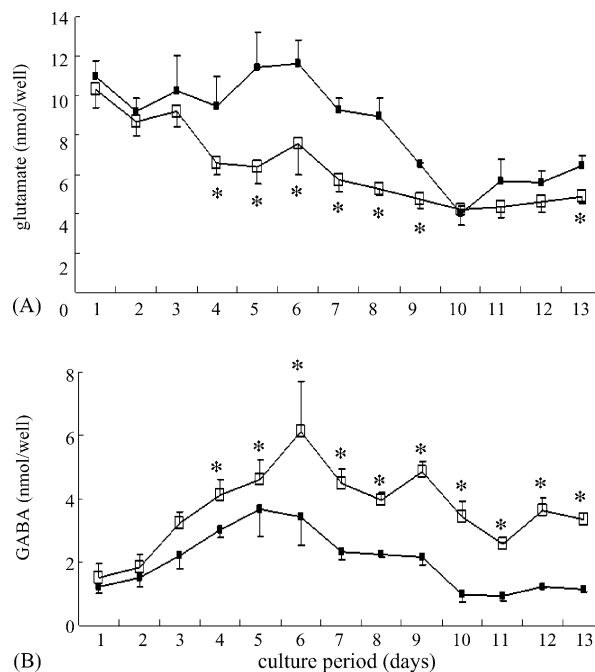 14
12
10
8
6
4
2
0
glutamate (nmol/well)
* * * * * * *
(A)
1 2 3 4 5 6 7 8 9 10 11 12 13
8
6
4
2
0
GABA (nmol/well)
* * * * * * * * * *
(B)
1 2 3 4 5 6 7 8 9 10 11 12 13
culture period (days)